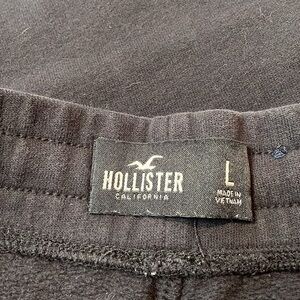 HOLLISTER
CALIFORNIA
L
MADE IN
VIETNAM